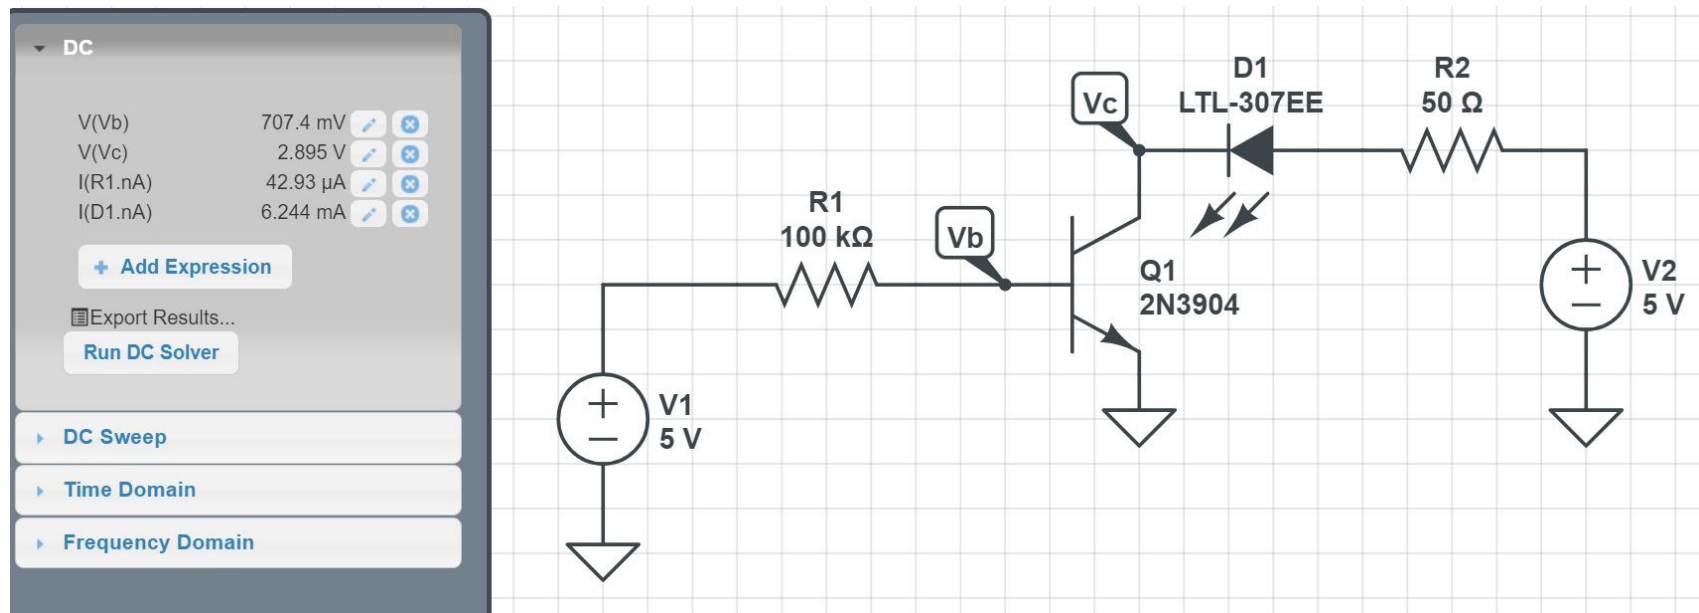 DC
V(Vb) 707.4 mV
V(Vc) 2.895 V
I(R1.nA) 42.93 µA
I(D1.nA) 6.244 mA
+ Add Expression
Export Results...
Run DC Solver
DC Sweep
Time Domain
Frequency Domain
D1
LTL-307EE
R2
50 Ω
Vc
R1
100 kΩ
Vb
Q1
2N3904
V2
5 V
V1
5 V